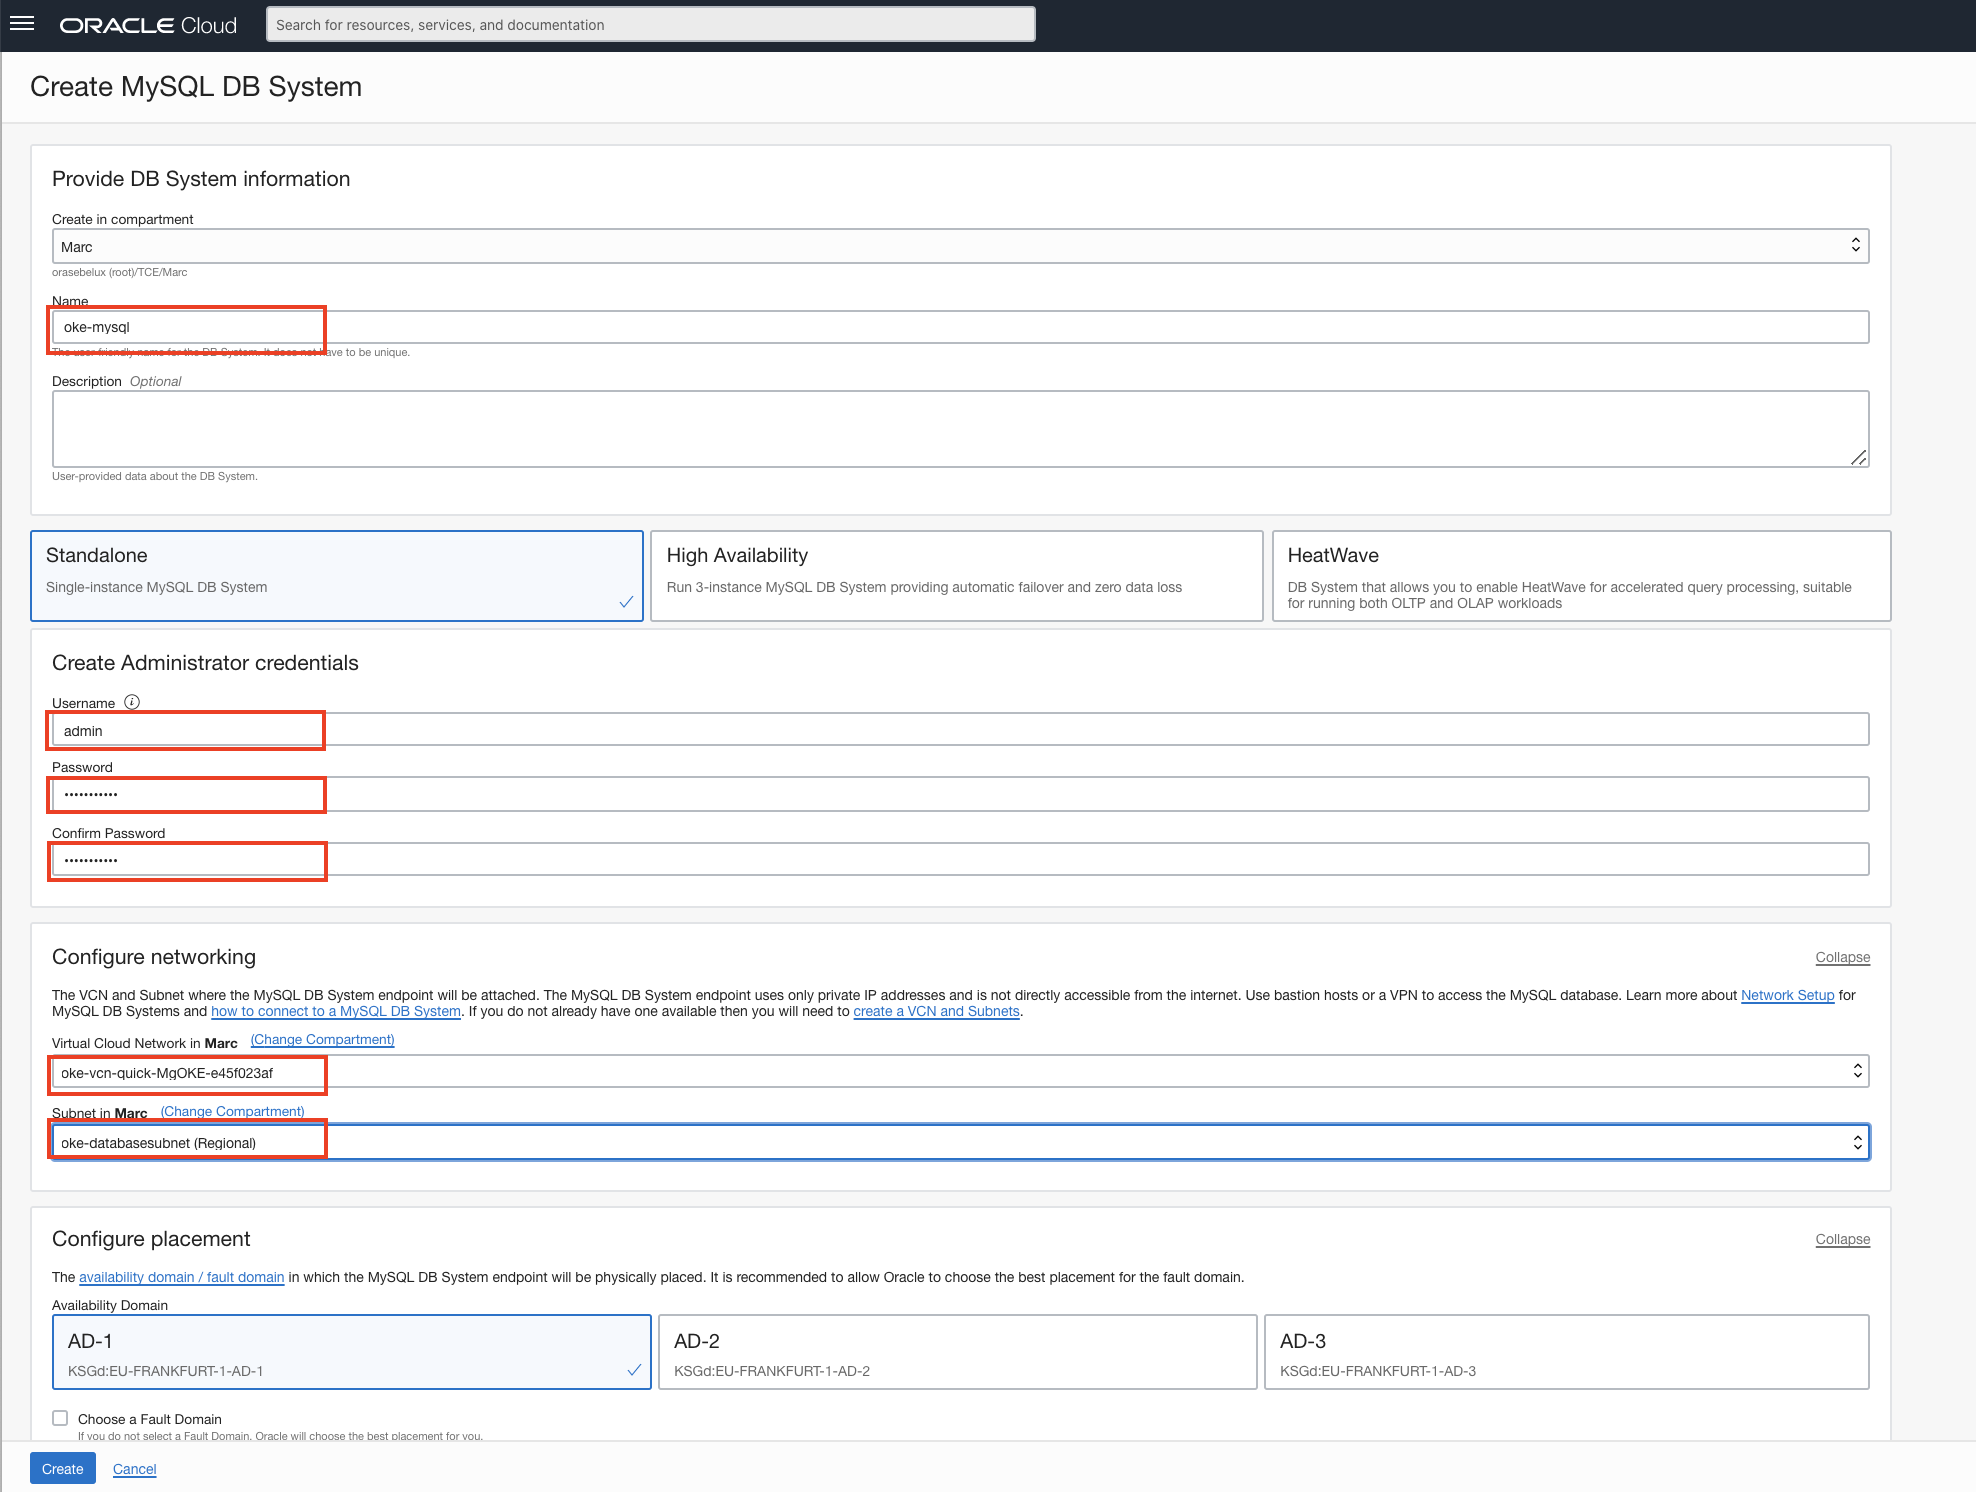 ORACLE Cloud
Search for resources, services, and documentation
Create MySQL DB System
Provide DB System information
Create in compartment
Marc
orasebelux (root)/TCE/Marc
Name
oke-mysql
The user friendly name for the DB System. It does not have to be unique.
Description Optional
User-provided data about the DB System.
Standalone
Single-instance MySQL DB System
High Availability
Run 3-instance MySQL DB System providing automatic failover and zero data loss
HeatWave
DB System that allows you to enable HeatWave for accelerated query processing, suitable
for running both OLTP and OLAP workloads
Create Administrator credentials
Username
admin
Password
•••••••••••
Confirm Password
•••••••••••
Configure networking
Collapse
The VCN and Subnet where the MySQL DB System endpoint will be attached. The MySQL DB System endpoint uses only private IP addresses and is not directly accessible from the internet. Use bastion hosts or a VPN to access the MySQL database. Learn more about Network Setup for
MySQL DB Systems and how to connect to a MySQL DB System. If you do not already have one available then you will need to create a VCN and Subnets.
Virtual Cloud Network in Marc (Change Compartment)
oke-vcn-quick-MgOKE-e45f023af
Subnet in Marc (Change Compartment)
oke-databasesubnet (Regional)
Configure placement
Collapse
The availability domain / fault domain in which the MySQL DB System endpoint will be physically placed. It is recommended to allow Oracle to choose the best placement for the fault domain.
Availability Domain
AD-1
KSGd:EU-FRANKFURT-1-AD-1
AD-2
KSGd:EU-FRANKFURT-1-AD-2
AD-3
KSGd:EU-FRANKFURT-1-AD-3
Choose a Fault Domain
If you do not select a Fault Domain, Oracle will choose the best placement for you.
Create
Cancel